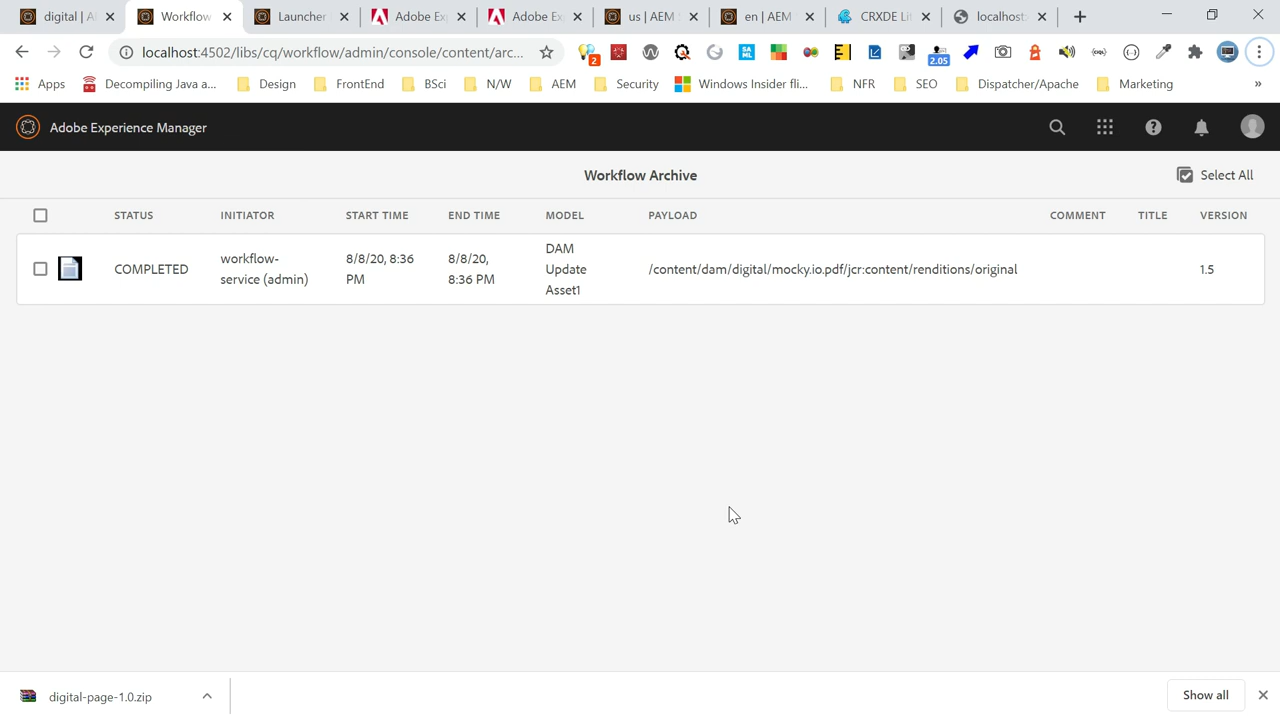 digital | A
Workflow
Launcher
Adobe Ex
Adobe Ex
us | AEM
en | AEM
CRXDE Li
localhost
localhost:4502/libs/cq/workflow/admin/console/content/arc...
2
2.05
Apps
Decompiling Java a...
Design
FrontEnd
BSci
N/W
AEM
Security
Windows Insider fli...
NFR
SEO
Dispatcher/Apache
Marketing
»
Adobe Experience Manager
Workflow Archive
Select All
STATUS
INITIATOR
START TIME
END TIME
MODEL
PAYLOAD
COMMENT
TITLE
VERSION
COMPLETED
workflow-
service (admin)
8/8/20, 8:36
PM
8/8/20,
8:36 PM
DAM
Update
Asset1
/content/dam/digital/mocky.io.pdf/jcr:content/renditions/original
1.5
digital-page-1.0.zip
Show all